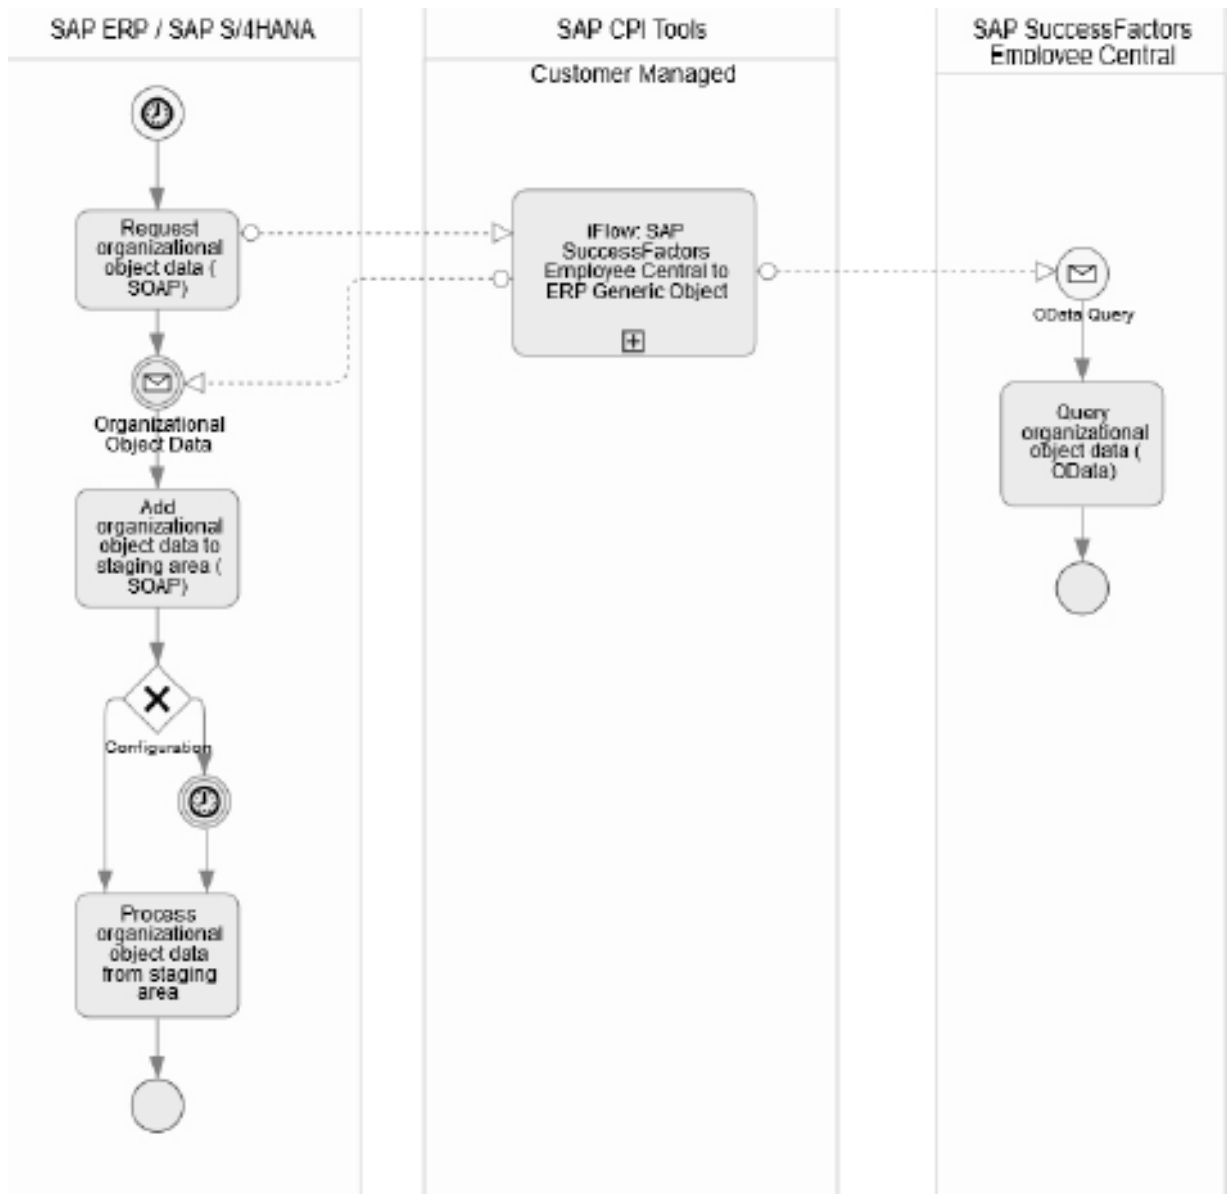 SAP ERP / SAP S/4HANA
SAP CPI Tools
Customer Managed
SAP SuccessFactors
Employee Central
Request
organizational
object data (
SOAP)
iFlow: SAP
SuccessFactors
Employee Central to
ERP Generic Object
OData Query
Organizational
Object Data
Query
organizational
object data (
OData)
Add
organizational
object data to
staging area (
SOAP)
Configuration
Process
organizational
object data
from staging
area